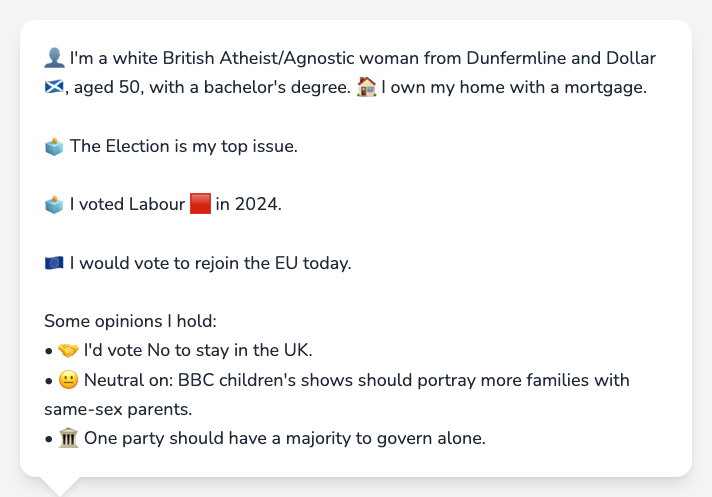 👤 I'm a white British Atheist/Agnostic woman from Dunfermline and Dollar
🏴󠁧󠁢󠁳󠁣󠁴󠁿, aged 50, with a bachelor's degree. 🏠 I own my home with a mortgage.
🗳️ The Election is my top issue.
🗳️ I voted Labour 🟥 in 2024.
🇪🇺 I would vote to rejoin the EU today.
Some opinions I hold:
• 🤝 I'd vote No to stay in the UK.
• 😐 Neutral on: BBC children's shows should portray more families with
same-sex parents.
• 🏛️ One party should have a majority to govern alone.